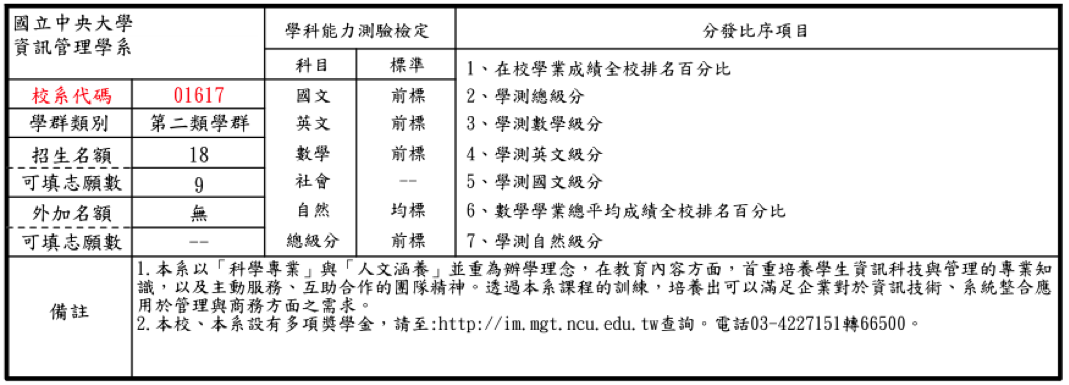 國立中央大學
資訊管理學系
學科能力測驗檢定
分發比序項目
科目 標準
1、在校學業成績全校排名百分比
校系代碼 01617
國文 前標
2、學測總級分
學群類別 第二類學群
英文 前標
3、學測數學級分
招生名額 18
數學 前標
4、學測英文級分
可填志願數 9
社會 --
5、學測國文級分
外加名額 無
自然 均標
6、數學學業總平均成績全校排名百分比
可填志願數 --
總級分 前標
7、學測自然級分
備註
1.本系以「科學專業」與「人文涵養」並重為辦學理念，在教育內容方面，首重培養學生資訊科技與管理的專業知
識，以及主動服務、互助合作的團隊精神。透過本系課程的訓練，培養出可以滿足企業對於資訊技術、系統整合應
用於管理與商務方面之需求。
2.本校、本系設有多項獎學金，請至:http://im.mgt.ncu.edu.tw查詢。電話03-4227151轉66500。